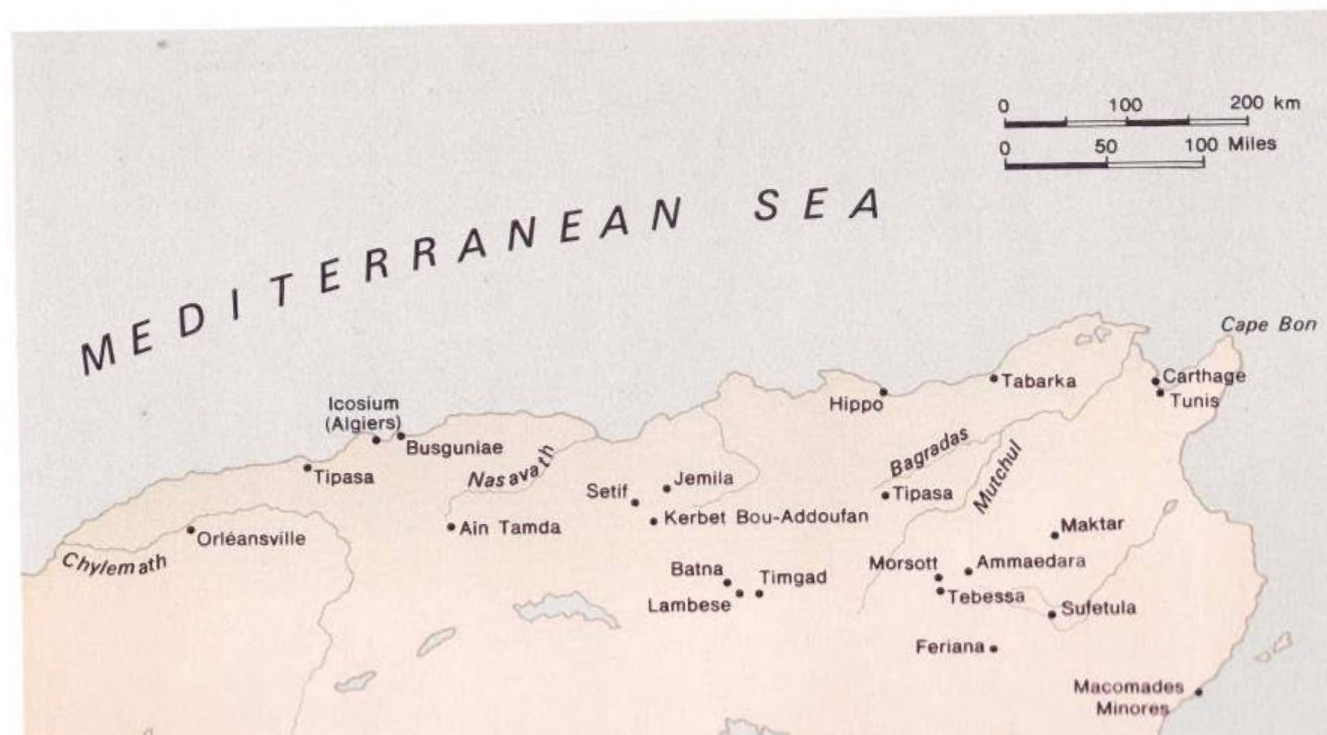 0 100 200 km
0 50 100 Miles
MEDITERRANEAN SEA
Cape Bon
Carthage
Tunis
Tabarka
Hippo
Icosium
(Algiers)
Busguniae
Tipasa
Nasavath
Bagradas
Mutchul
Jemila
Setif
Tipasa
Kerbet Bou-Addoufan
Ain Tamda
Orléansville
Chylemath
Maktar
Batna
Timgad
Lambese
Morsott
Ammaedara
Tebessa
Sufetula
Feriana
Macomades
Minores